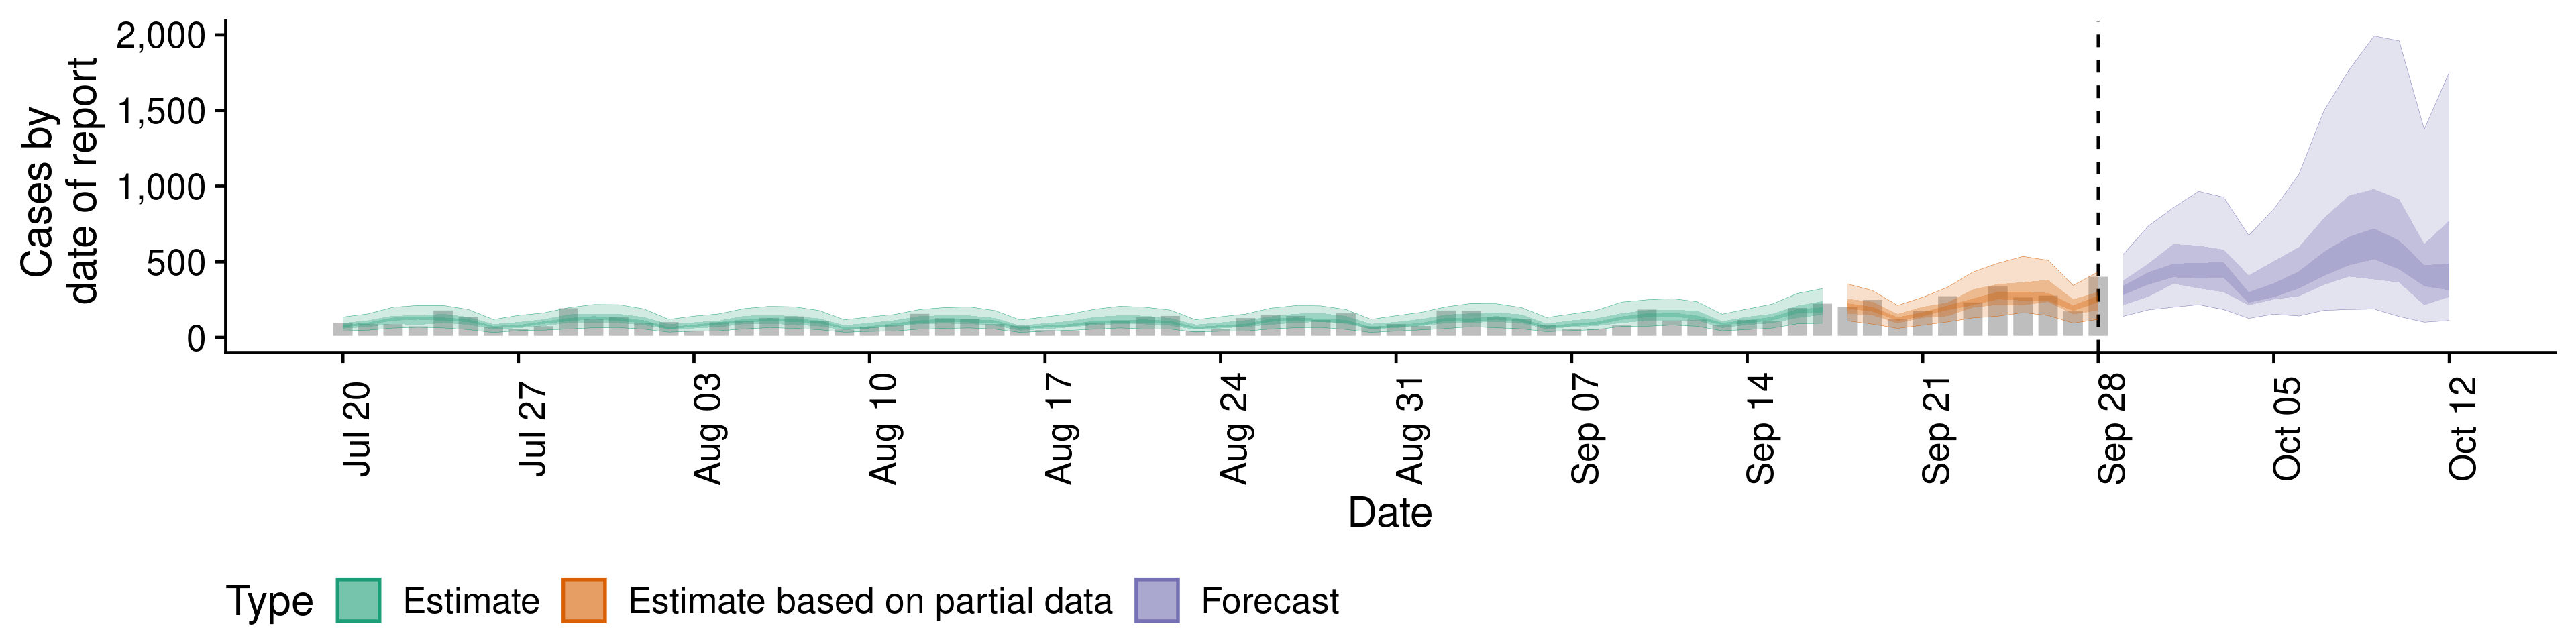 Cases by
date of report
2,000
1,500
1,000
500
0
Jul 20
Jul 27
Aug 03
Aug 10
Aug 17
Aug 24
Aug 31
Sep 07
Sep 14
Sep 21
Sep 28
Oct 05
Oct 12
Date
Type Estimate Estimate based on partial data Forecast